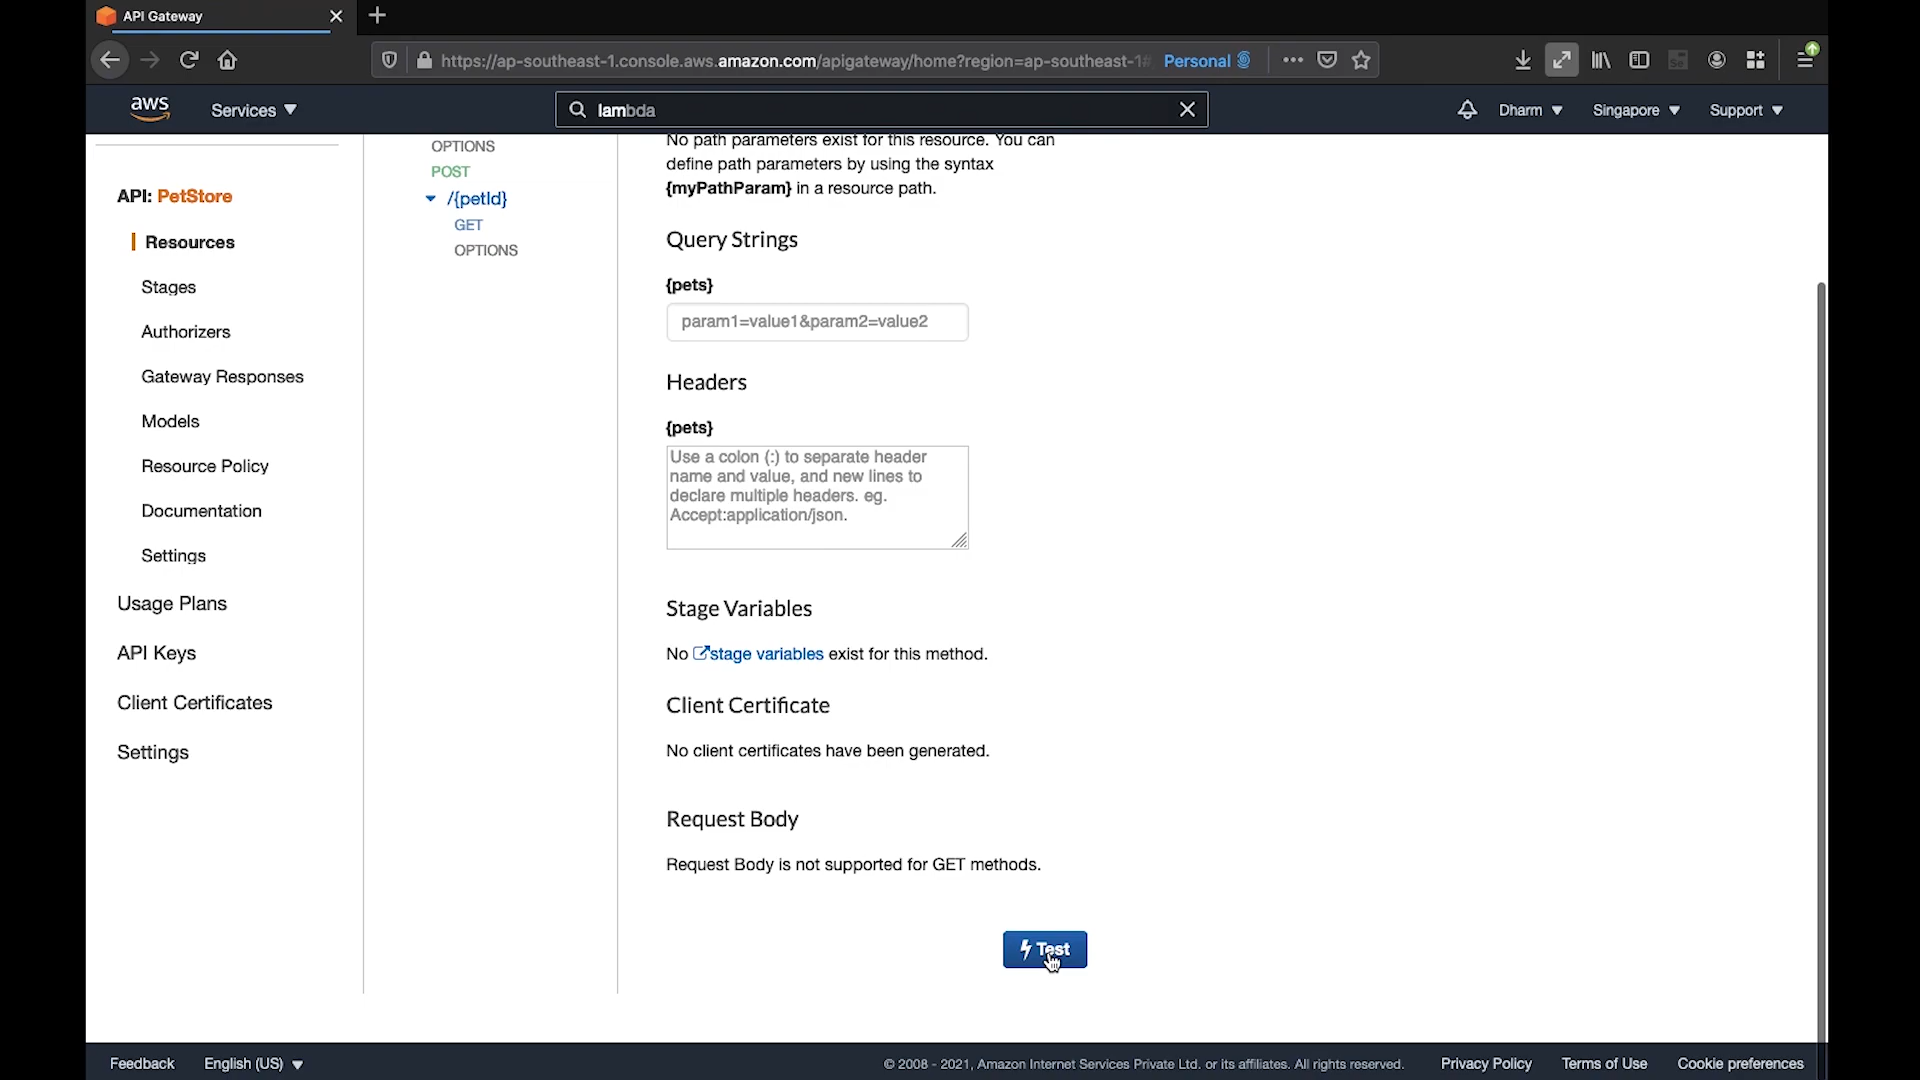 API Gateway
https://ap-southeast-1.console.aws.amazon.com/apigateway/home?region=ap-southeast-1#
Personal
aws
Services
lambda
Dharm
Singapore
Support
API: PetStore
Resources
Stages
Authorizers
Gateway Responses
Models
Resource Policy
Documentation
Settings
Usage Plans
API Keys
Client Certificates
Settings
OPTIONS
POST
/{petId}
GET
OPTIONS
No path parameters exist for this resource. You can
define path parameters by using the syntax
{myPathParam} in a resource path.
Query Strings
{pets}
param1=value1&param2=value2
Headers
{pets}
Use a colon (:) to separate header
name and value, and new lines to
declare multiple headers. eg.
Accept:application/json.
Stage Variables
No stage variables exist for this method.
Client Certificate
No client certificates have been generated.
Request Body
Request Body is not supported for GET methods.
Test
Feedback
English (US)
© 2008 - 2021, Amazon Internet Services Private Ltd. or its affiliates. All rights reserved.
Privacy Policy
Terms of Use
Cookie preferences